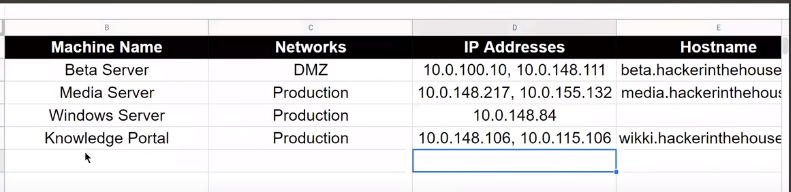 B C D E
Machine Name Networks IP Addresses Hostname
Beta Server DMZ 10.0.100.10, 10.0.148.111 beta.hackerinthehouse
Media Server Production 10.0.148.217, 10.0.155.132 media.hackerinthehous
Windows Server Production 10.0.148.84
Knowledge Portal Production 10.0.148.106, 10.0.115.106 wikki.hackerinthehouse